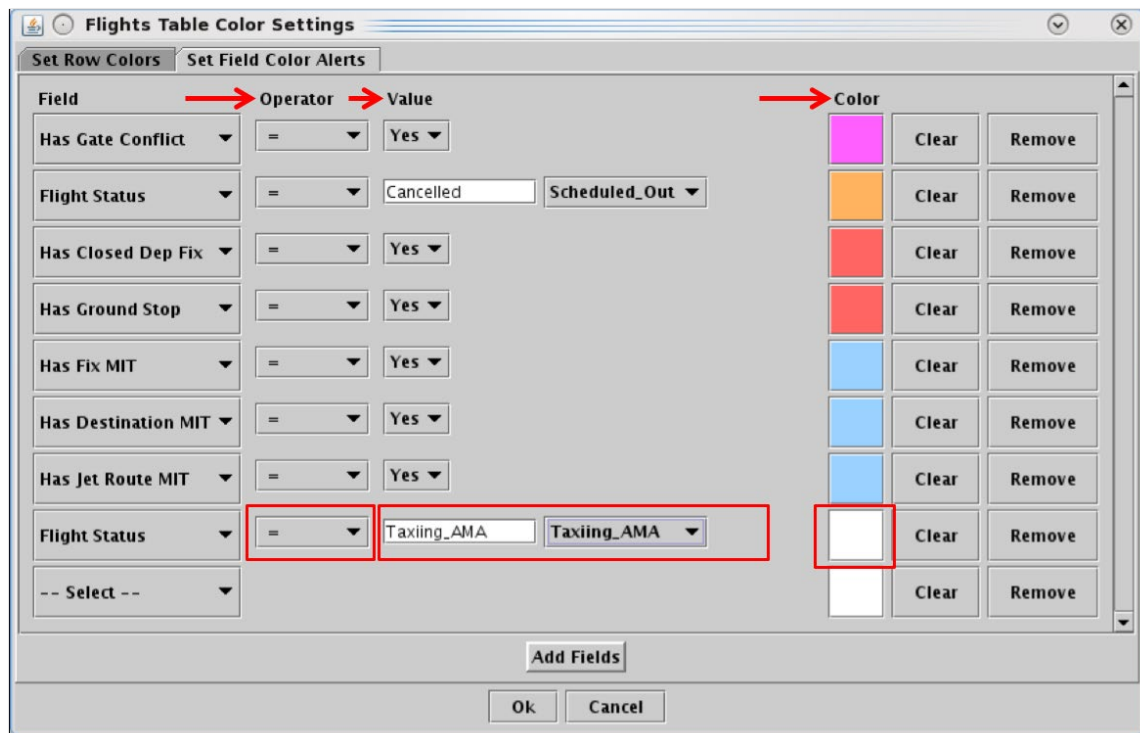 Flights Table Color Settings
Set Row Colors Set Field Color Alerts
Field Operator Value Color
Has Gate Conflict = Yes Clear Remove
Flight Status = Cancelled Scheduled_Out Clear Remove
Has Closed Dep Fix = Yes Clear Remove
Has Ground Stop = Yes Clear Remove
Has Fix MIT = Yes Clear Remove
Has Destination MIT = Yes Clear Remove
Has Jet Route MIT = Yes Clear Remove
Flight Status = Taxiing_AMA Taxiing_AMA Clear Remove
-- Select -- Clear Remove
Add Fields
Ok Cancel